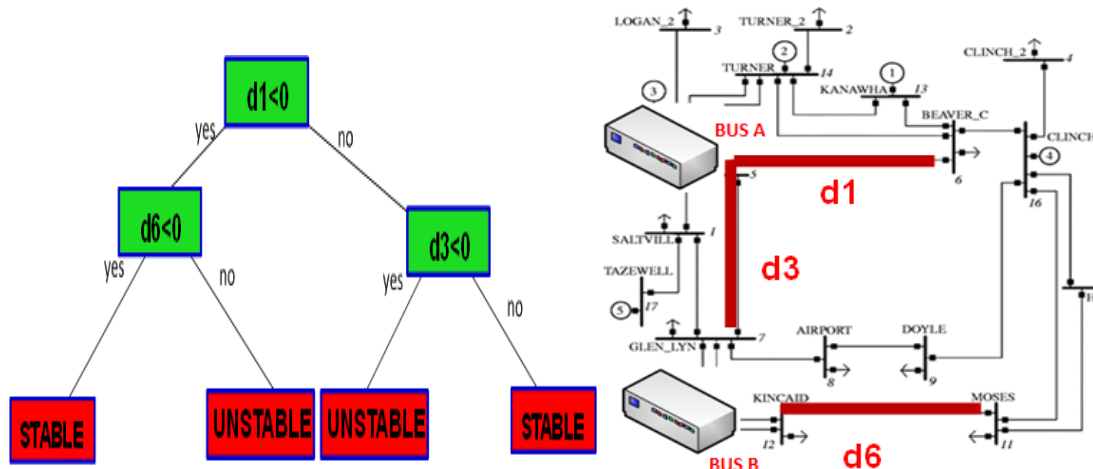 d1<0
yes
no
d6<0
d3<0
yes
no
yes
no
STABLE
UNSTABLE
UNSTABLE
STABLE
LOGAN_2
3
TURNER_2
2
CLINCH_2
4
TURNER
2
14
KANAWHA
1
13
3
BUS A
BEAVER_C
6
CLINCH
4
16
5
d1
SALTVILL
1
d3
TAZEWELL
5
17
H
GLEN_LYN
7
AIRPORT
8
DOYLE
9
KINCAID
12
MOSES
11
BUS B
d6